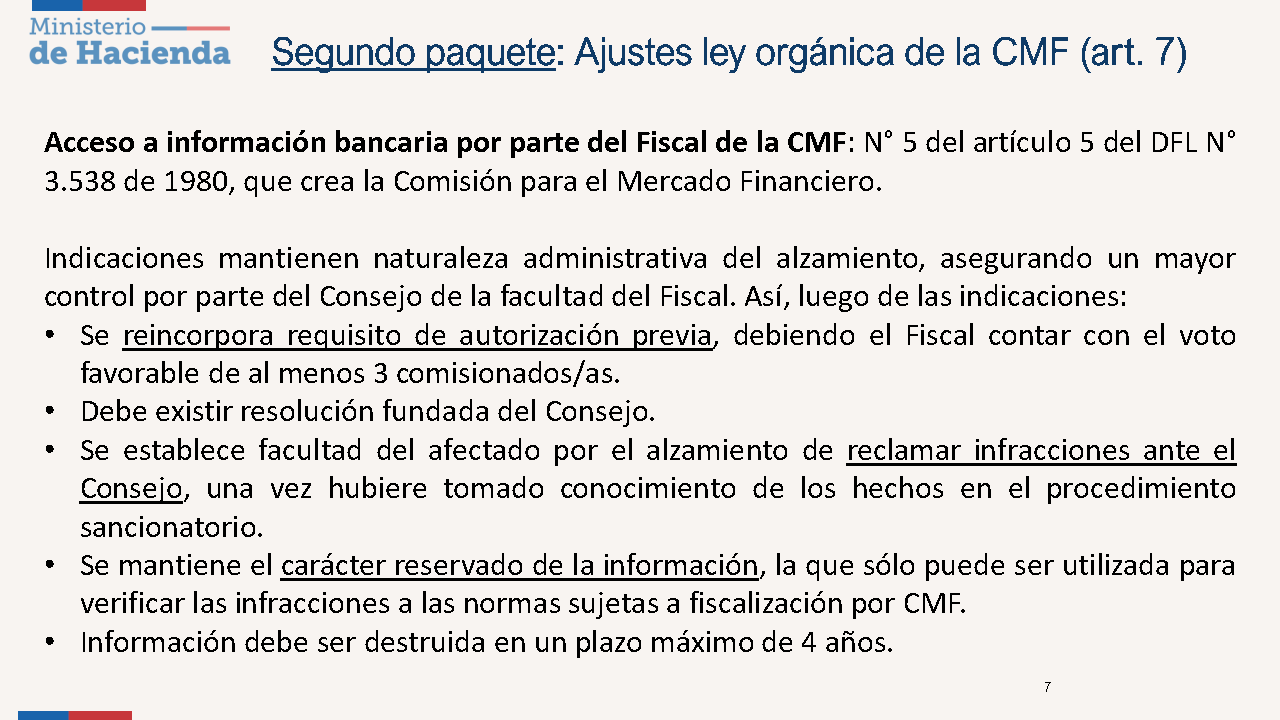 Ministerio
de Hacienda
Segundo paquete: Ajustes ley orgánica de la CMF (art. 7)
Acceso a información bancaria por parte del Fiscal de la CMF: N° 5 del artículo 5 del DFL N°
3.538 de 1980, que crea la Comisión para el Mercado Financiero.
Indicaciones mantienen naturaleza administrativa del alzamiento, asegurando un mayor
control por parte del Consejo de la facultad del Fiscal. Así, luego de las indicaciones:
• Se reincorpora requisito de autorización previa, debiendo el Fiscal contar con el voto
favorable de al menos 3 comisionados/as.
• Debe existir resolución fundada del Consejo.
• Se establece facultad del afectado por el alzamiento de reclamar infracciones ante el
Consejo, una vez hubiere tomado conocimiento de los hechos en el procedimiento
sancionatorio.
• Se mantiene el carácter reservado de la información, la que sólo puede ser utilizada para
verificar las infracciones a las normas sujetas a fiscalización por CMF.
• Información debe ser destruida en un plazo máximo de 4 años.
7